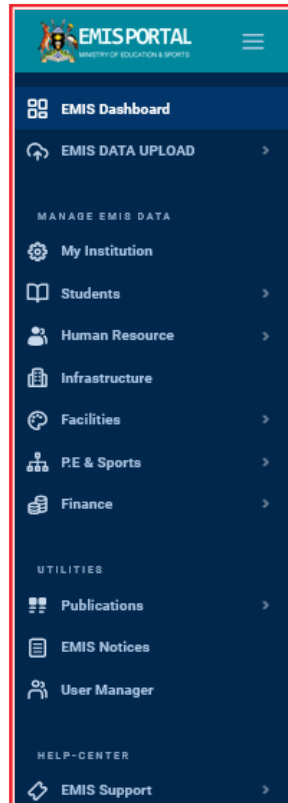 EMIS PORTAL
MINISTRY OF EDUCATION & SPORTS
EMIS Dashboard
EMIS DATA UPLOAD
MANAGE EMIS DATA
My Institution
Students
Human Resource
Infrastructure
Facilities
P.E & Sports
Finance
UTILITIES
Publications
EMIS Notices
User Manager
HELP-CENTER
EMIS Support